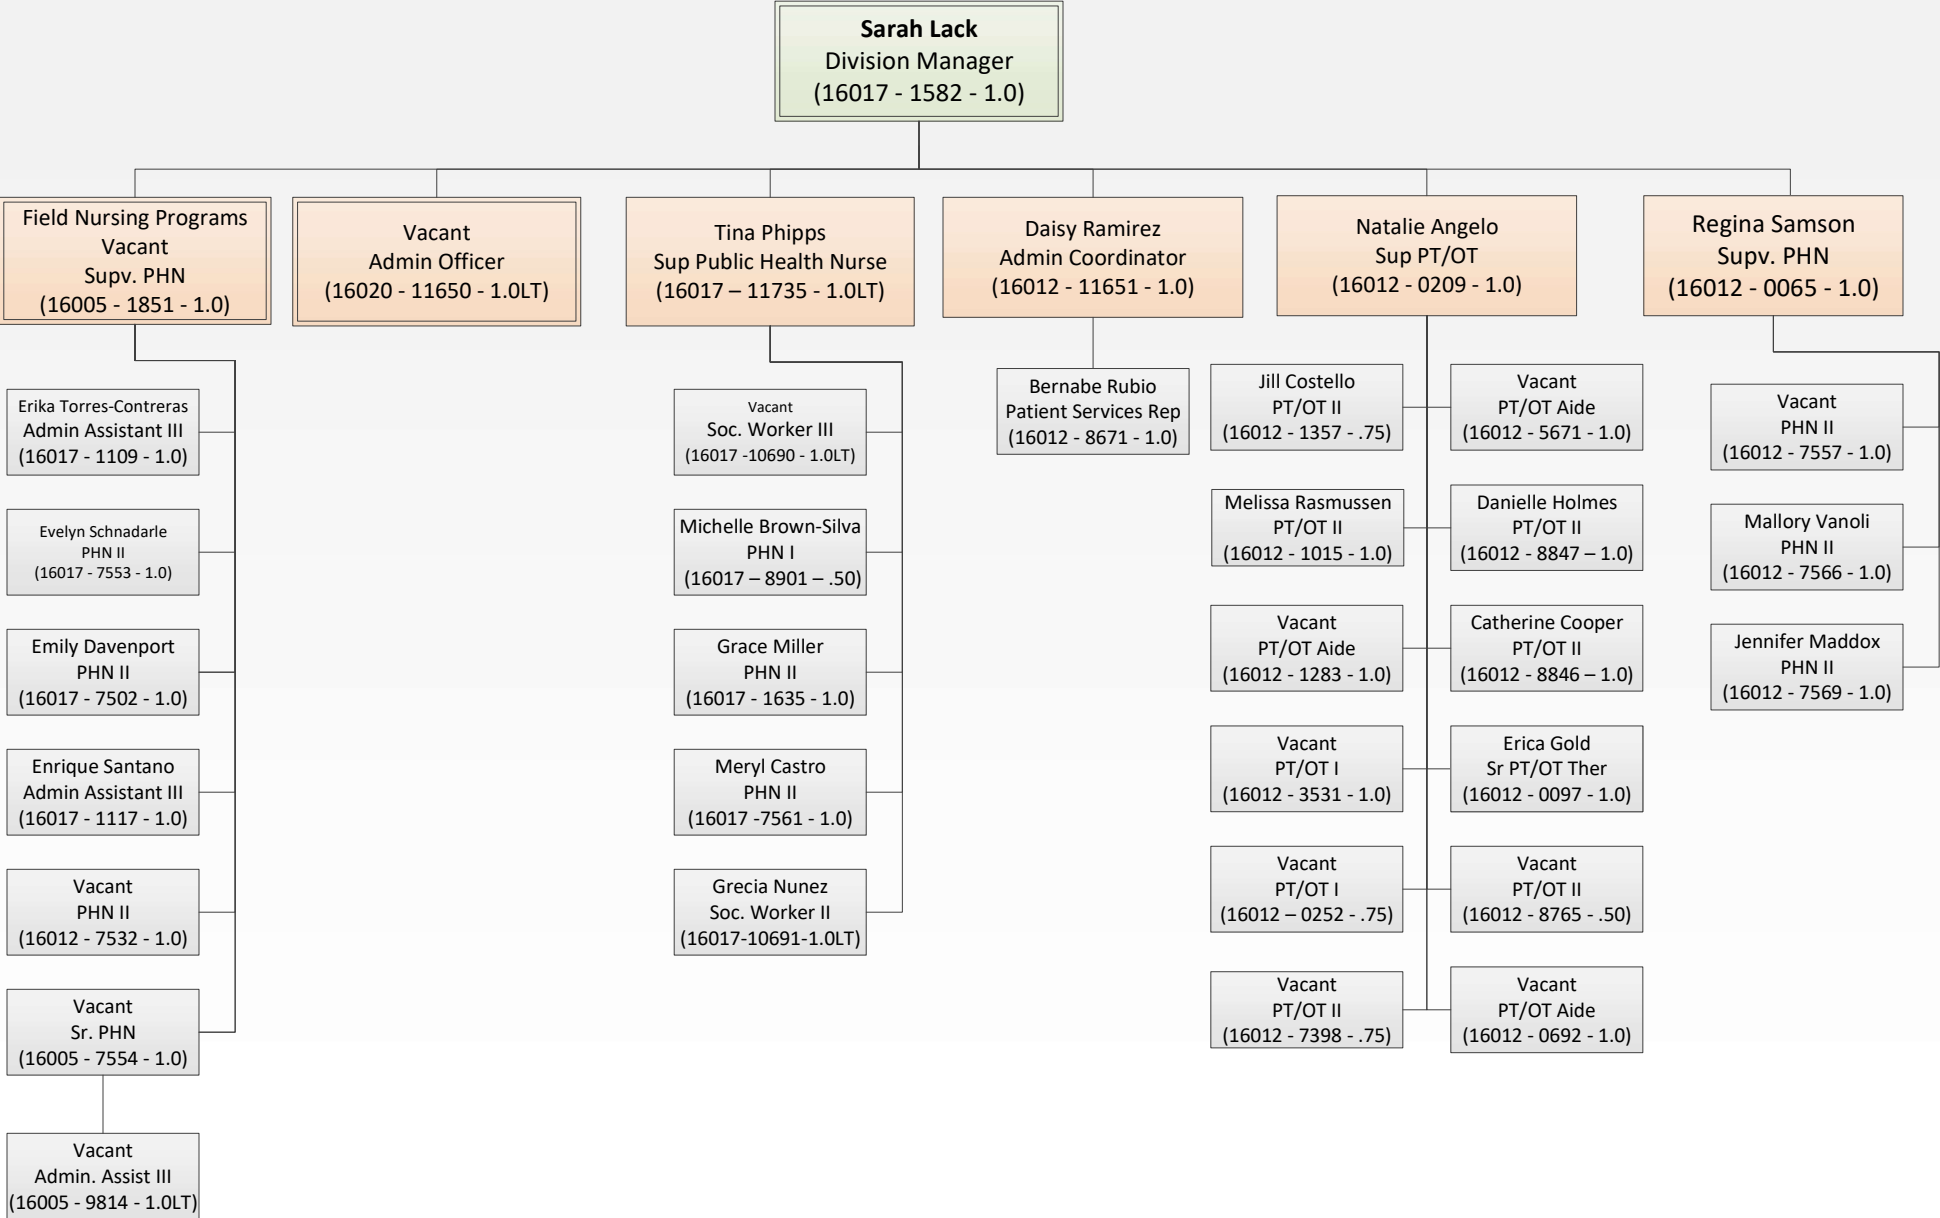 Sarah Lack
Division Manager
(16017 - 1582 - 1.0)
Field Nursing Programs
Vacant
Supv. PHN
(16005 - 1851 - 1.0)
Vacant
Admin Officer
(16020 - 11650 - 1.0LT)
Tina Phipps
Sup Public Health Nurse
(16017 – 11735 - 1.0LT)
Daisy Ramirez
Admin Coordinator
(16012 - 11651 - 1.0)
Natalie Angelo
Sup PT/OT
(16012 - 0209 - 1.0)
Regina Samson
Supv. PHN
(16012 - 0065 - 1.0)
Erika Torres-Contreras
Admin Assistant III
(16017 - 1109 - 1.0)
Evelyn Schnadarle
PHN II
(16017 - 7553 - 1.0)
Emily Davenport
PHN II
(16017 - 7502 - 1.0)
Enrique Santano
Admin Assistant III
(16017 - 1117 - 1.0)
Vacant
PHN II
(16012 - 7532 - 1.0)
Vacant
Sr. PHN
(16005 - 7554 - 1.0)
Vacant
Admin. Assist III
(16005 - 9814 - 1.0LT)
Vacant
Soc. Worker III
(16017 -10690 - 1.0LT)
Michelle Brown-Silva
PHN I
(16017 – 8901 – .50)
Grace Miller
PHN II
(16017 - 1635 - 1.0)
Meryl Castro
PHN II
(16017 -7561 - 1.0)
Grecia Nunez
Soc. Worker II
(16017-10691-1.0LT)
Bernabe Rubio
Patient Services Rep
(16012 - 8671 - 1.0)
Jill Costello
PT/OT II
(16012 - 1357 - .75)
Vacant
PT/OT Aide
(16012 - 5671 - 1.0)
Melissa Rasmussen
PT/OT II
(16012 - 1015 - 1.0)
Danielle Holmes
PT/OT II
(16012 - 8847 – 1.0)
Vacant
PT/OT Aide
(16012 - 1283 - 1.0)
Catherine Cooper
PT/OT II
(16012 - 8846 – 1.0)
Vacant
PT/OT I
(16012 - 3531 - 1.0)
Erica Gold
Sr PT/OT Ther
(16012 - 0097 - 1.0)
Vacant
PT/OT I
(16012 – 0252 - .75)
Vacant
PT/OT II
(16012 - 8765 - .50)
Vacant
PT/OT II
(16012 - 7398 - .75)
Vacant
PT/OT Aide
(16012 - 0692 - 1.0)
Vacant
PHN II
(16012 - 7557 - 1.0)
Mallory Vanoli
PHN II
(16012 - 7566 - 1.0)
Jennifer Maddox
PHN II
(16012 - 7569 - 1.0)